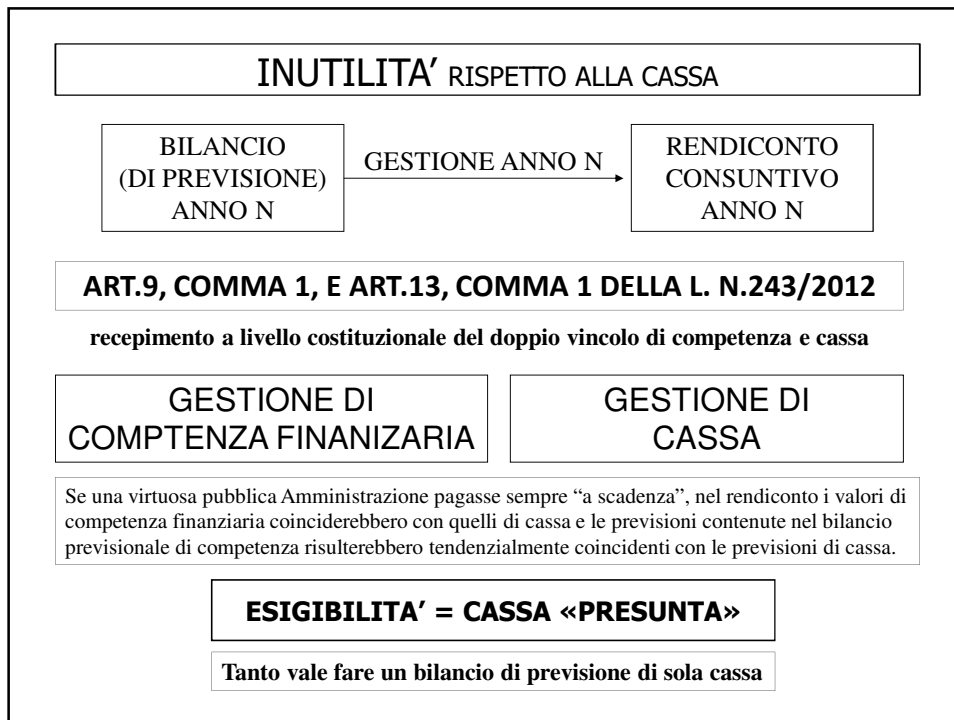 INUTILITA’ RISPETTO ALLA CASSA
BILANCIO
(DI PREVISIONE)
ANNO N
GESTIONE ANNO N
RENDICONTO
CONSUNTIVO
ANNO N
ART.9, COMMA 1, E ART.13, COMMA 1 DELLA L. N.243/2012
recepimento a livello costituzionale del doppio vincolo di competenza e cassa
GESTIONE DI
COMPTENZA FINANIZARIA
GESTIONE DI
CASSA
Se una virtuosa pubblica Amministrazione pagasse sempre “a scadenza”, nel rendiconto i valori di
competenza finanziaria coinciderebbero con quelli di cassa e le previsioni contenute nel bilancio
previsionale di competenza risulterebbero tendenzialmente coincidenti con le previsioni di cassa.
ESIGIBILITA’ = CASSA «PRESUNTA»
Tanto vale fare un bilancio di previsione di sola cassa